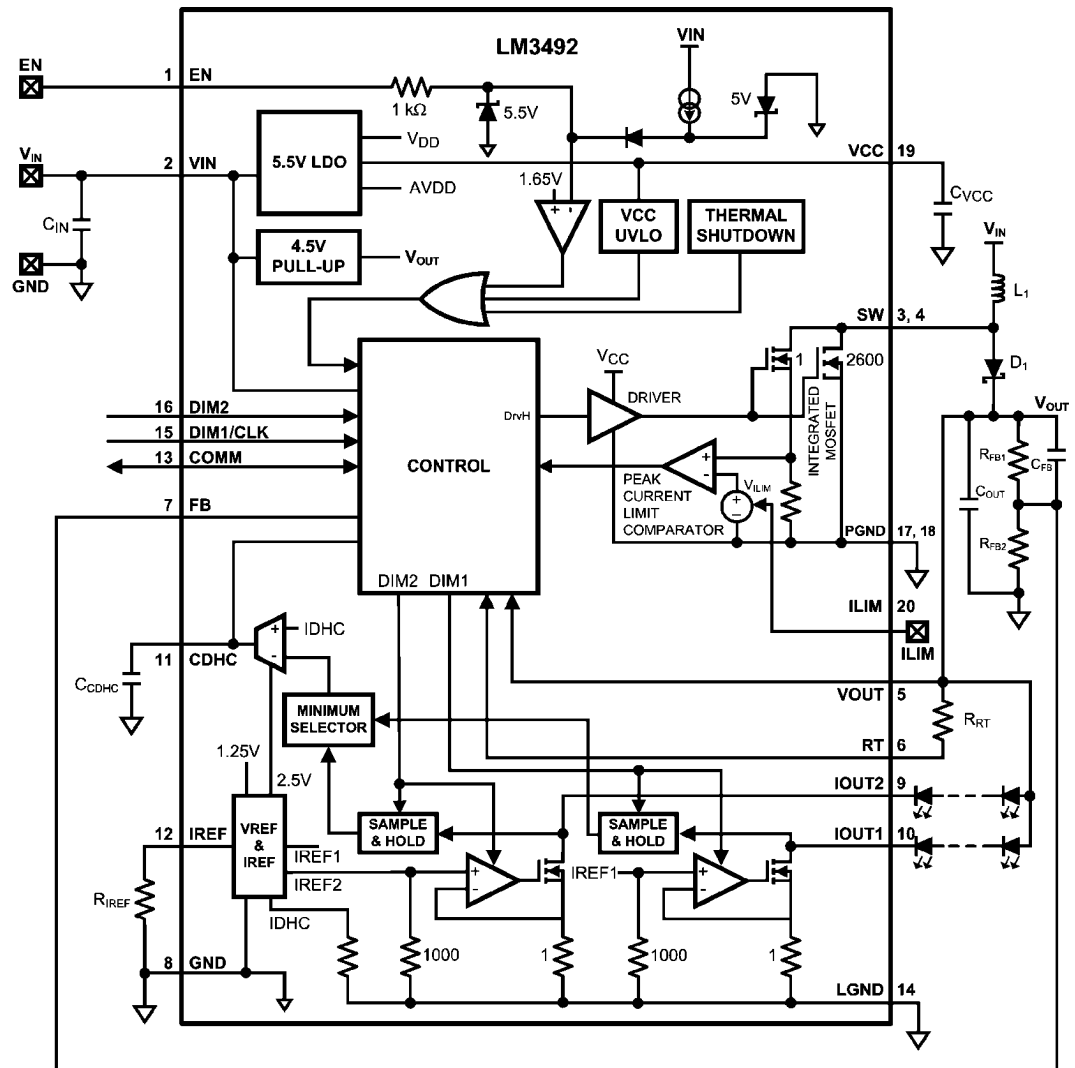 LM3492
VIN
EN
1 EN
1 kΩ
5.5V
5V
V_IN
2 VIN
5.5V LDO
V_DD
AVDD
VCC 19
C_VCC
C_IN
GND
4.5V
PULL-UP
V_OUT
1.65V
+ -
VCC
UVLO
THERMAL
SHUTDOWN
V_IN
L1
SW 3, 4
D1
V_OUT
16 DIM2
15 DIM1/CLK
13 COMM
7 FB
CONTROL
DrvH
V_CC
DRIVER
1
2600
INTEGRATED
MOSFET
+
-
PEAK
CURRENT
LIMIT
COMPARATOR
V_ILIM
+
–
PGND 17, 18
R_FB1
C_FB
C_OUT
R_FB2
DIM2 DIM1
ILIM 20
ILIM
+
-
IDHC
11 CDHC
C_CDHC
MINIMUM
SELECTOR
VOUT 5
R_RT
RT 6
1.25V
2.5V
IOUT2 9
IOUT1 10
12 IREF
VREF
&
IREF
IREF1
IREF2
IDHC
SAMPLE
& HOLD
SAMPLE
& HOLD
+
-
IREF1
+
-
R_IREF
1000
1
1000
1
8 GND
LGND 14